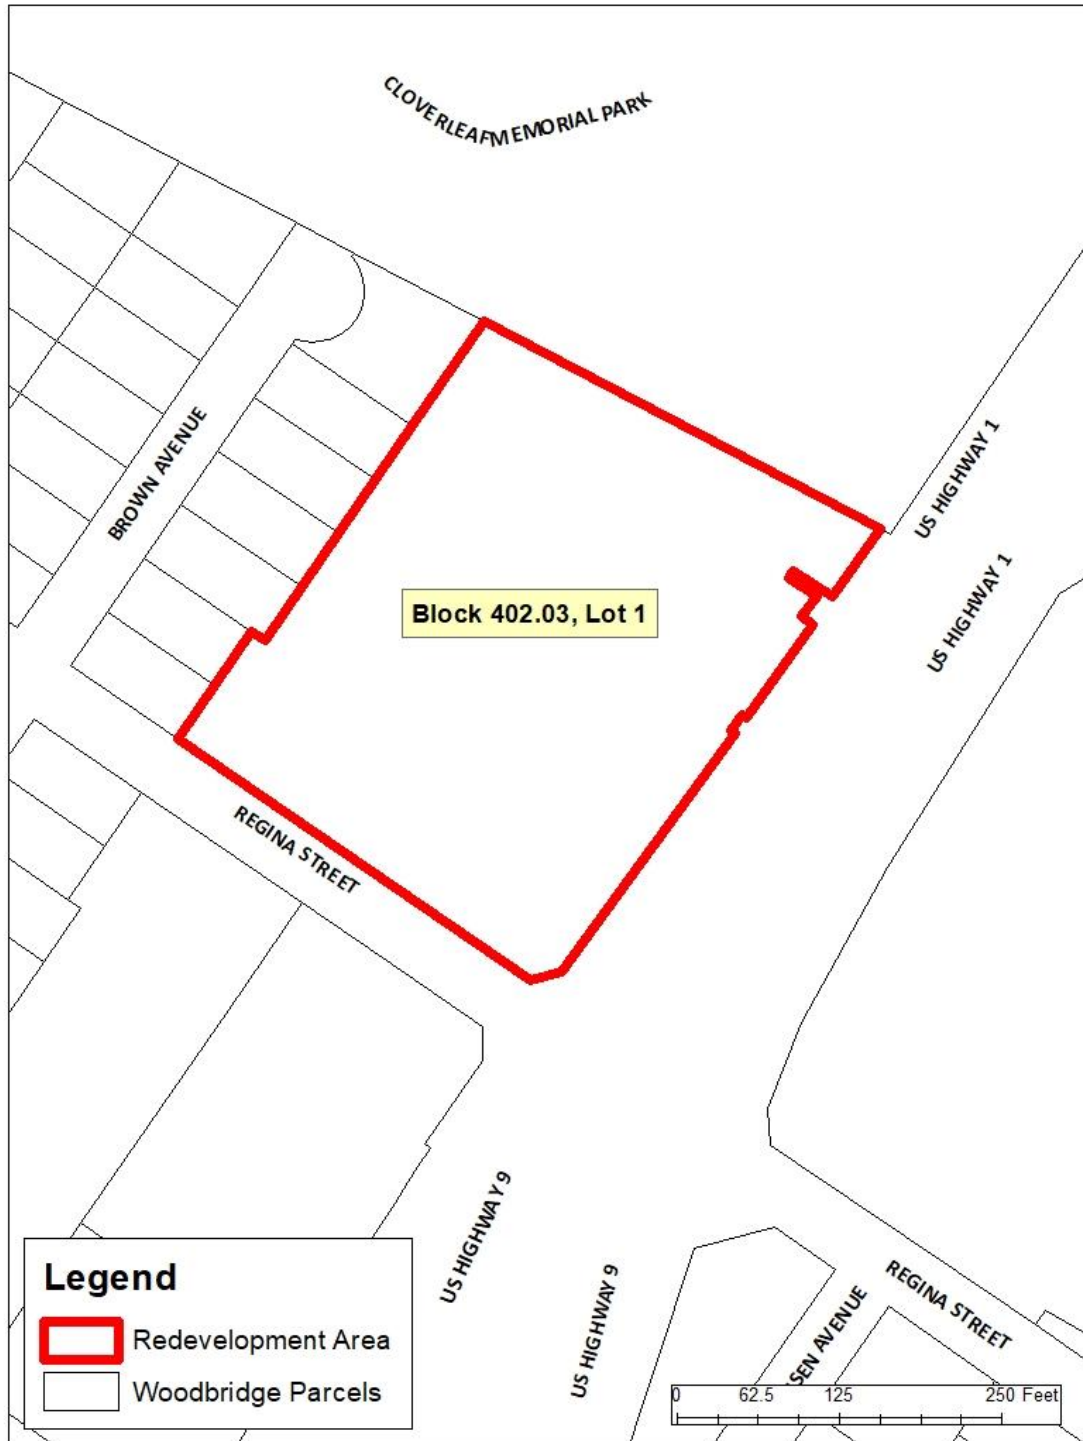 CLOVERLEAF MEMORIAL PARK
US HIGHWAY 1
BROWN AVENUE
US HIGHWAY 1
Block 402.03, Lot 1
REGINA STREET
US HIGHWAY 9
US HIGHWAY 9
REGINA STREET
SEN AVENUE
Legend
Redevelopment Area
Woodbridge Parcels
0 62.5 125 250 Feet